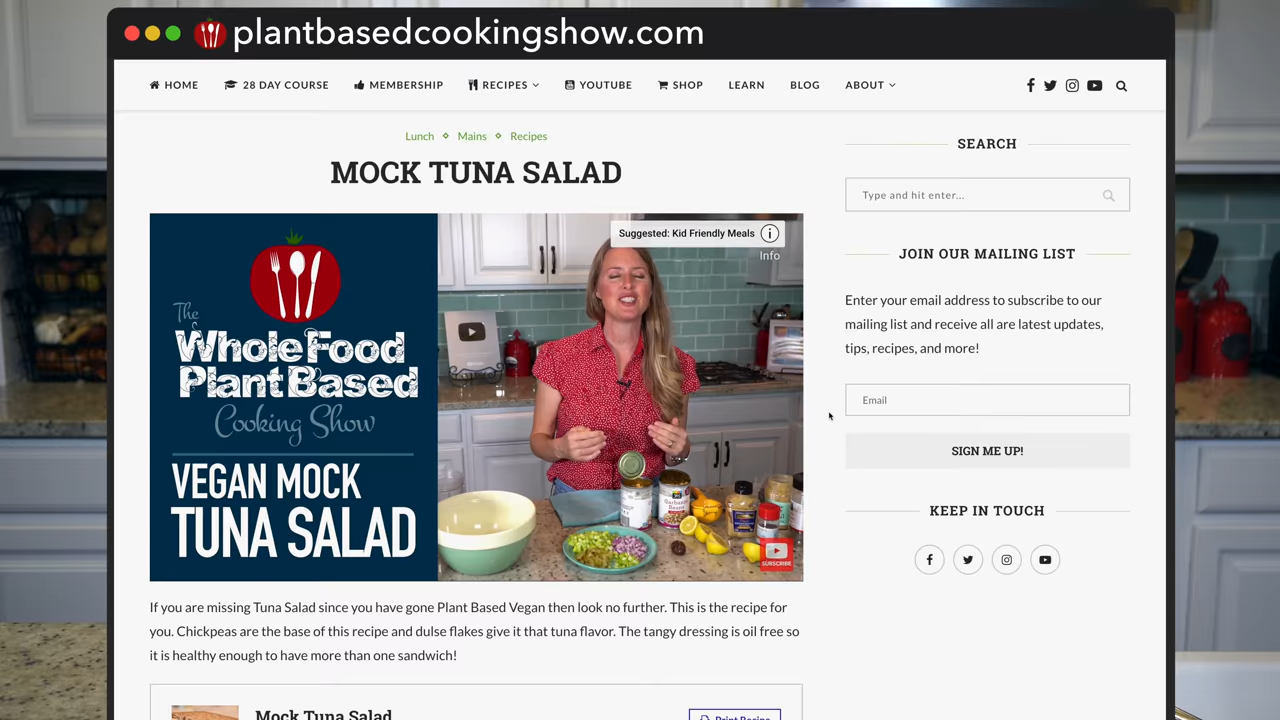 plantbasedcookingshow.com
HOME 28 DAY COURSE MEMBERSHIP RECIPES YOUTUBE SHOP LEARN BLOG ABOUT
Lunch Mains Recipes
MOCK TUNA SALAD
Suggested: Kid Friendly Meals
Info
The
Whole Food
Plant Based
Cooking Show
VEGAN MOCK
TUNA SALAD
Garbanzo
Beans
SUBSCRIBE
If you are missing Tuna Salad since you have gone Plant Based Vegan then look no further. This is the recipe for
you. Chickpeas are the base of this recipe and dulse flakes give it that tuna flavor. The tangy dressing is oil free so
it is healthy enough to have more than one sandwich!
Mock Tuna Salad
Print Recipe
SEARCH
Type and hit enter...
JOIN OUR MAILING LIST
Enter your email address to subscribe to our
mailing list and receive all are latest updates,
tips, recipes, and more!
Email
SIGN ME UP!
KEEP IN TOUCH